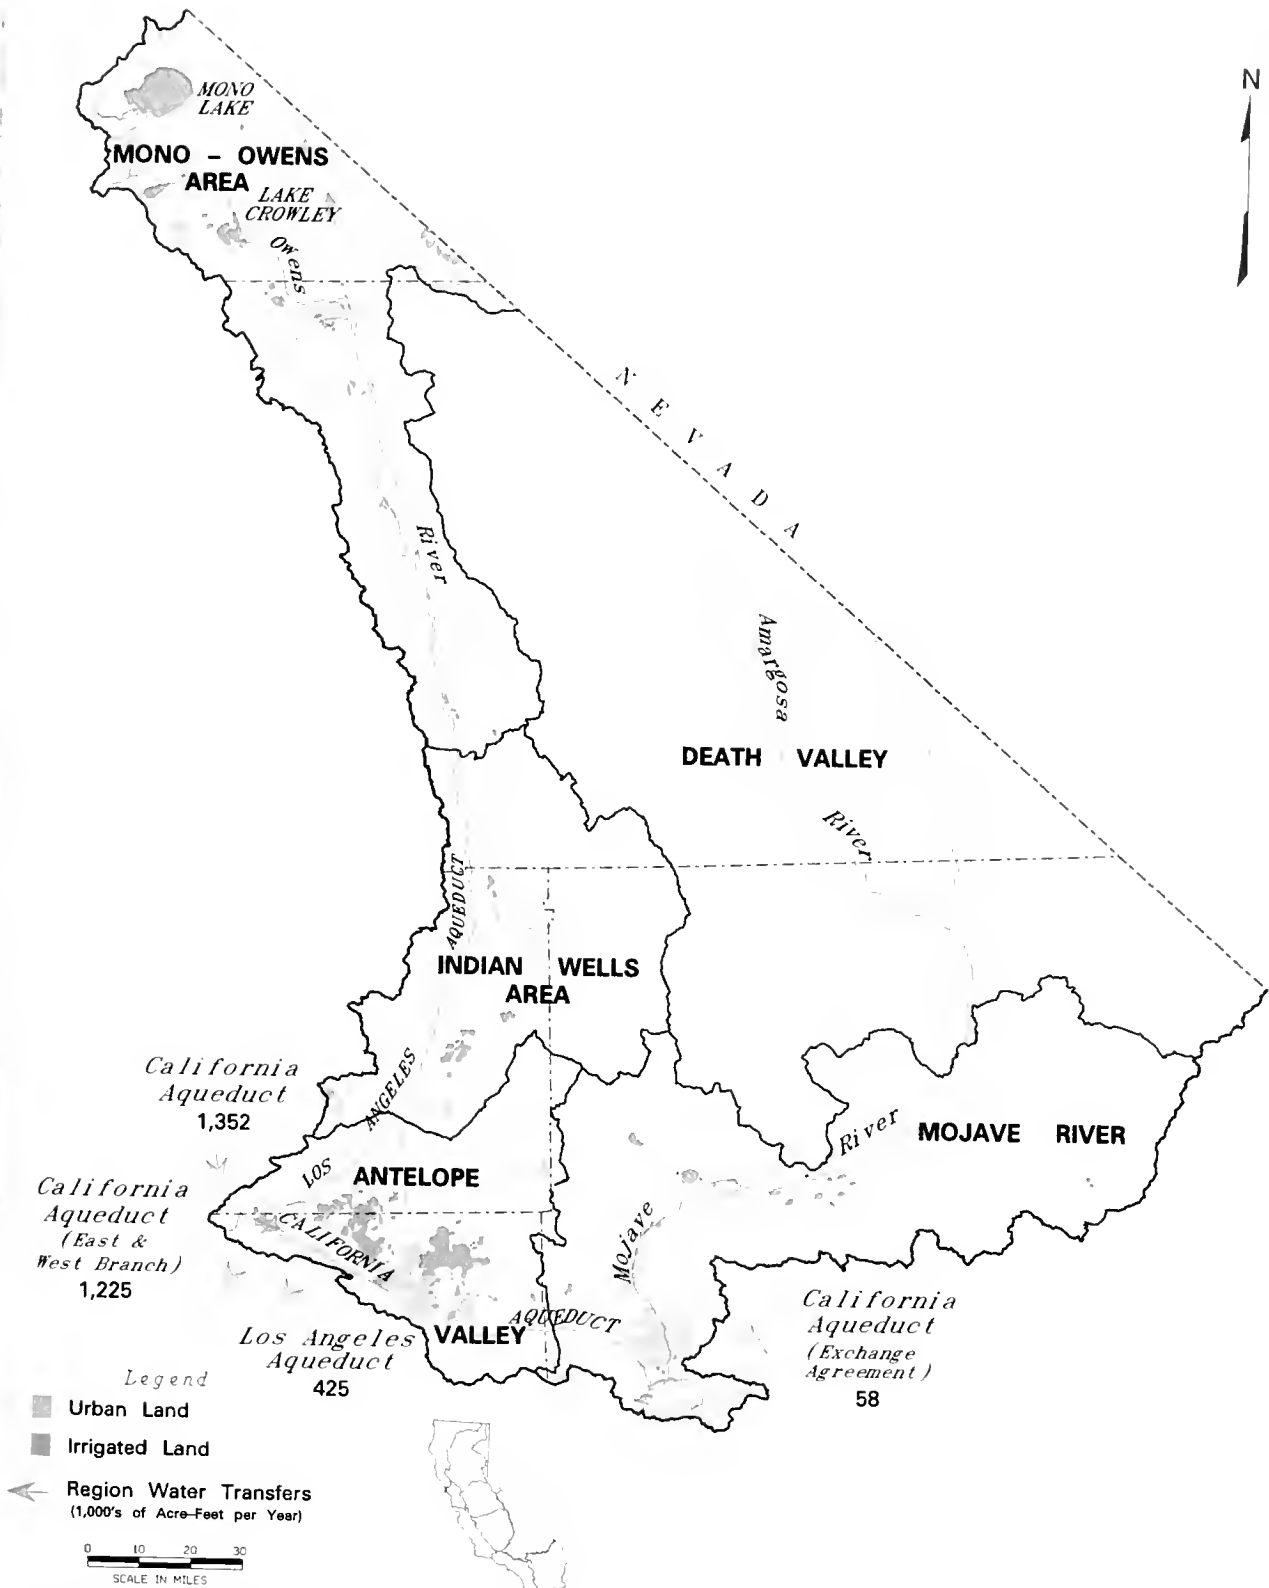 N
MONO
LAKE
MONO – OWENS
AREA
LAKE
CROWLEY
Owens
River
NEVADA
Amargosa
River
DEATH VALLEY
INDIAN WELLS
AREA
LOS ANGELES AQUEDUCT
California
Aqueduct
1,352
ANTELOPE
VALLEY
CALIFORNIA AQUEDUCT
Mojave River
MOJAVE RIVER
California
Aqueduct
(East &
West Branch)
1,225
Los Angeles
Aqueduct
425
California
Aqueduct
(Exchange
Agreement)
58
Legend
Urban Land
Irrigated Land
Region Water Transfers
(1,000's of Acre-Feet per Year)
0 10 20 30
SCALE IN MILES